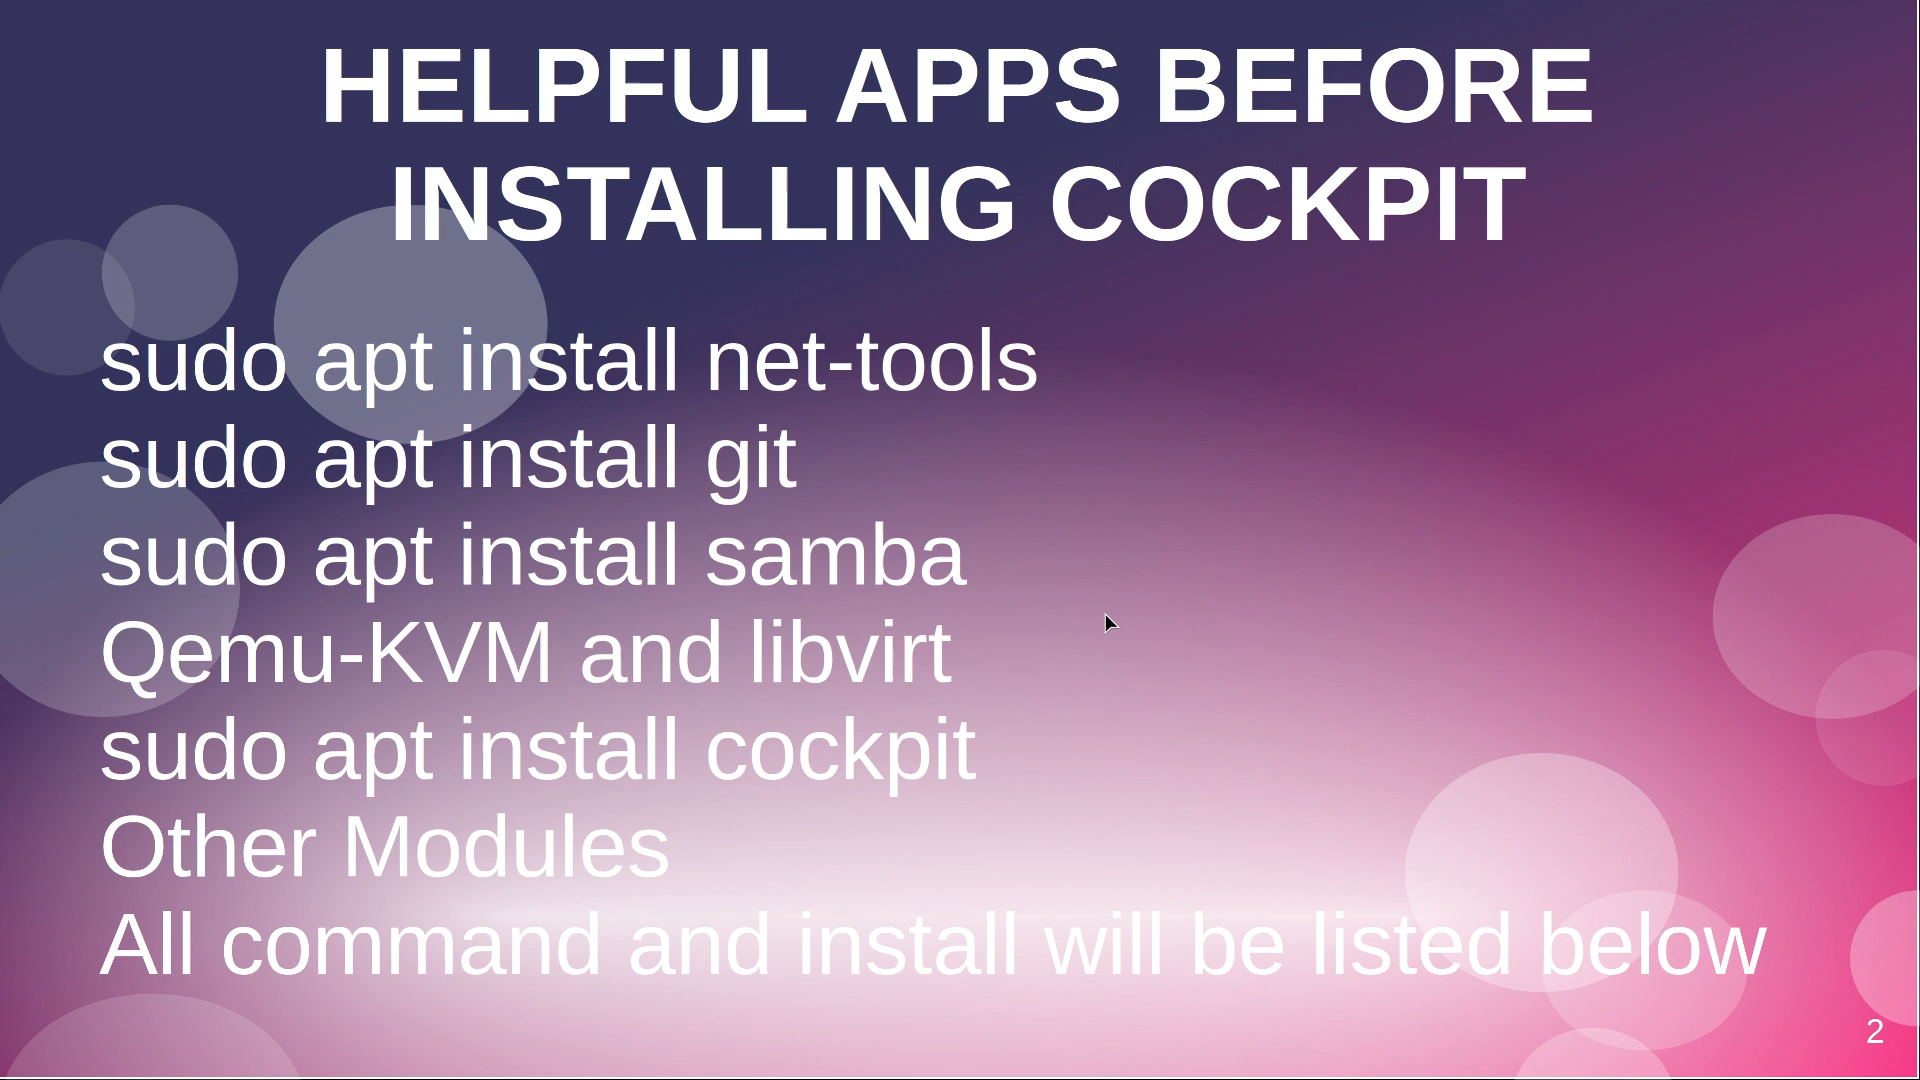 HELPFUL APPS BEFORE
INSTALLING COCKPIT
sudo apt install net-tools
sudo apt install git
sudo apt install samba
Qemu-KVM and libvirt
sudo apt install cockpit
Other Modules
All command and install will be listed below
2